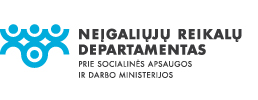 NEĮGALIŲJŲ REIKALŲ
DEPARTAMENTAS
PRIE SOCIALINĖS APSAUGOS
IR DARBO MINISTERIJOS